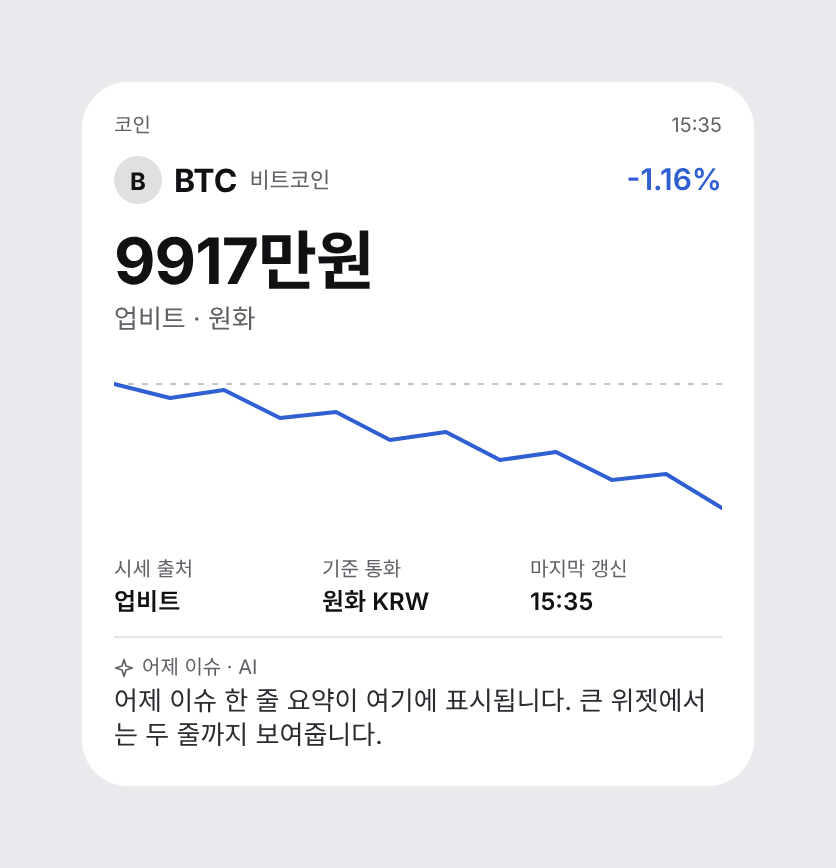 코인
15:35
B BTC 비트코인
-1.16%
9917만원
업비트 · 원화
시세 출처
기준 통화
마지막 갱신
업비트
원화 KRW
15:35
어제 이슈 · AI
어제 이슈 한 줄 요약이 여기에 표시됩니다. 큰 위젯에서
는 두 줄까지 보여줍니다.